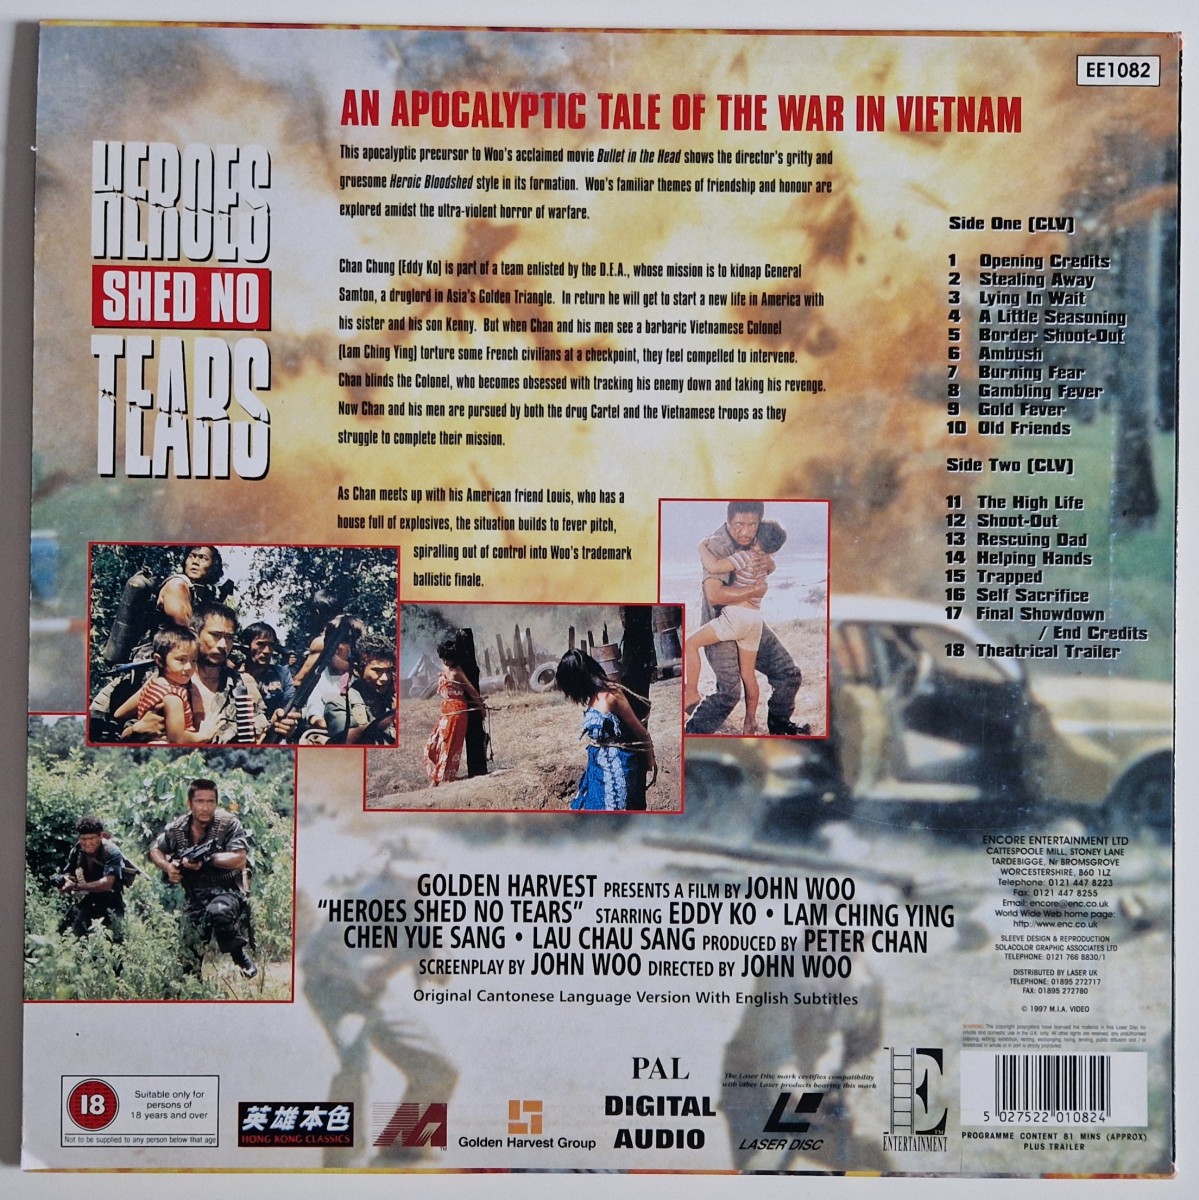 EE1082
AN APOCALYPTIC TALE OF THE WAR IN VIETNAM
HEROES
SHED NO
TEARS
This apocalyptic precursor to Woo's acclaimed movie Bullet in the Head shows the director's gritty and
gruesome Heroic Bloodshed style in its formation. Woo's familiar themes of friendship and honour are
explored amidst the ultra-violent horror of warfare.
Chan Chung (Eddy Ko) is part of a team enlisted by the D.E.A., whose mission is to kidnap General
Samton, a druglord in Asia's Golden Triangle. In return he will get to start a new life in America with
his sister and his son Kenny. But when Chan and his men see a barbaric Vietnamese Colonel
(Lam Ching Ying) torture some French civilians at a checkpoint, they feel compelled to intervene.
Chan blinds the Colonel, who becomes obsessed with tracking his enemy down and taking his revenge.
Now Chan and his men are pursued by both the drug Cartel and the Vietnamese troops as they
struggle to complete their mission.
As Chan meets up with his American friend Louis, who has a
house full of explosives, the situation builds to fever pitch,
spiralling out of control into Woo's trademark
ballistic finale.
Side One (CLV)
1 Opening Credits
2 Stealing Away
3 Lying In Wait
4 A Little Seasoning
5 Border Shoot-Out
6 Ambush
7 Burning Fear
8 Gambling Fever
9 Gold Fever
10 Old Friends
Side Two (CLV)
11 The High Life
12 Shoot-Out
13 Rescuing Dad
14 Helping Hands
15 Trapped
16 Self Sacrifice
17 Final Showdown
/ End Credits
18 Theatrical Trailer
GOLDEN HARVEST PRESENTS A FILM BY JOHN WOO
"HEROES SHED NO TEARS" STARRING EDDY KO • LAM CHING YING
CHEN YUE SANG • LAU CHAU SANG PRODUCED BY PETER CHAN
SCREENPLAY BY JOHN WOO DIRECTED BY JOHN WOO
Original Cantonese Language Version With English Subtitles
ENCORE ENTERTAINMENT LTD
CATTESPOOLE MILL, STONEY LANE
TARDEBIGGE, Nr BROMSGROVE
WORCESTERSHIRE, B60 1LZ
Telephone: 0121 447 8223
Fax: 0121 447 8255
Email: encore@enc.co.uk
World Wide Web home page:
http://www.enc.co.uk
SLEEVE DESIGN & REPRODUCTION
SOLACOLOR GRAPHIC ASSOCIATES LTD
TELEPHONE: 0121 766 8830/1
DISTRIBUTED BY LASER UK
TELEPHONE: 01895 272717
FAX: 01895 272780
© 1997 M.I.A. VIDEO
18
Suitable only for
persons of
18 years and over
Not to be supplied to any person below that age
英雄本色
HONG KONG CLASSICS
TM
Golden Harvest Group
PAL
DIGITAL
AUDIO
The Laser Disc mark certifies compatibility
with other Laser products bearing this mark
LASER DISC
E
ENTERTAINMENT
5 027522 010824
PROGRAMME CONTENT 81 MINS (APPROX)
PLUS TRAILER